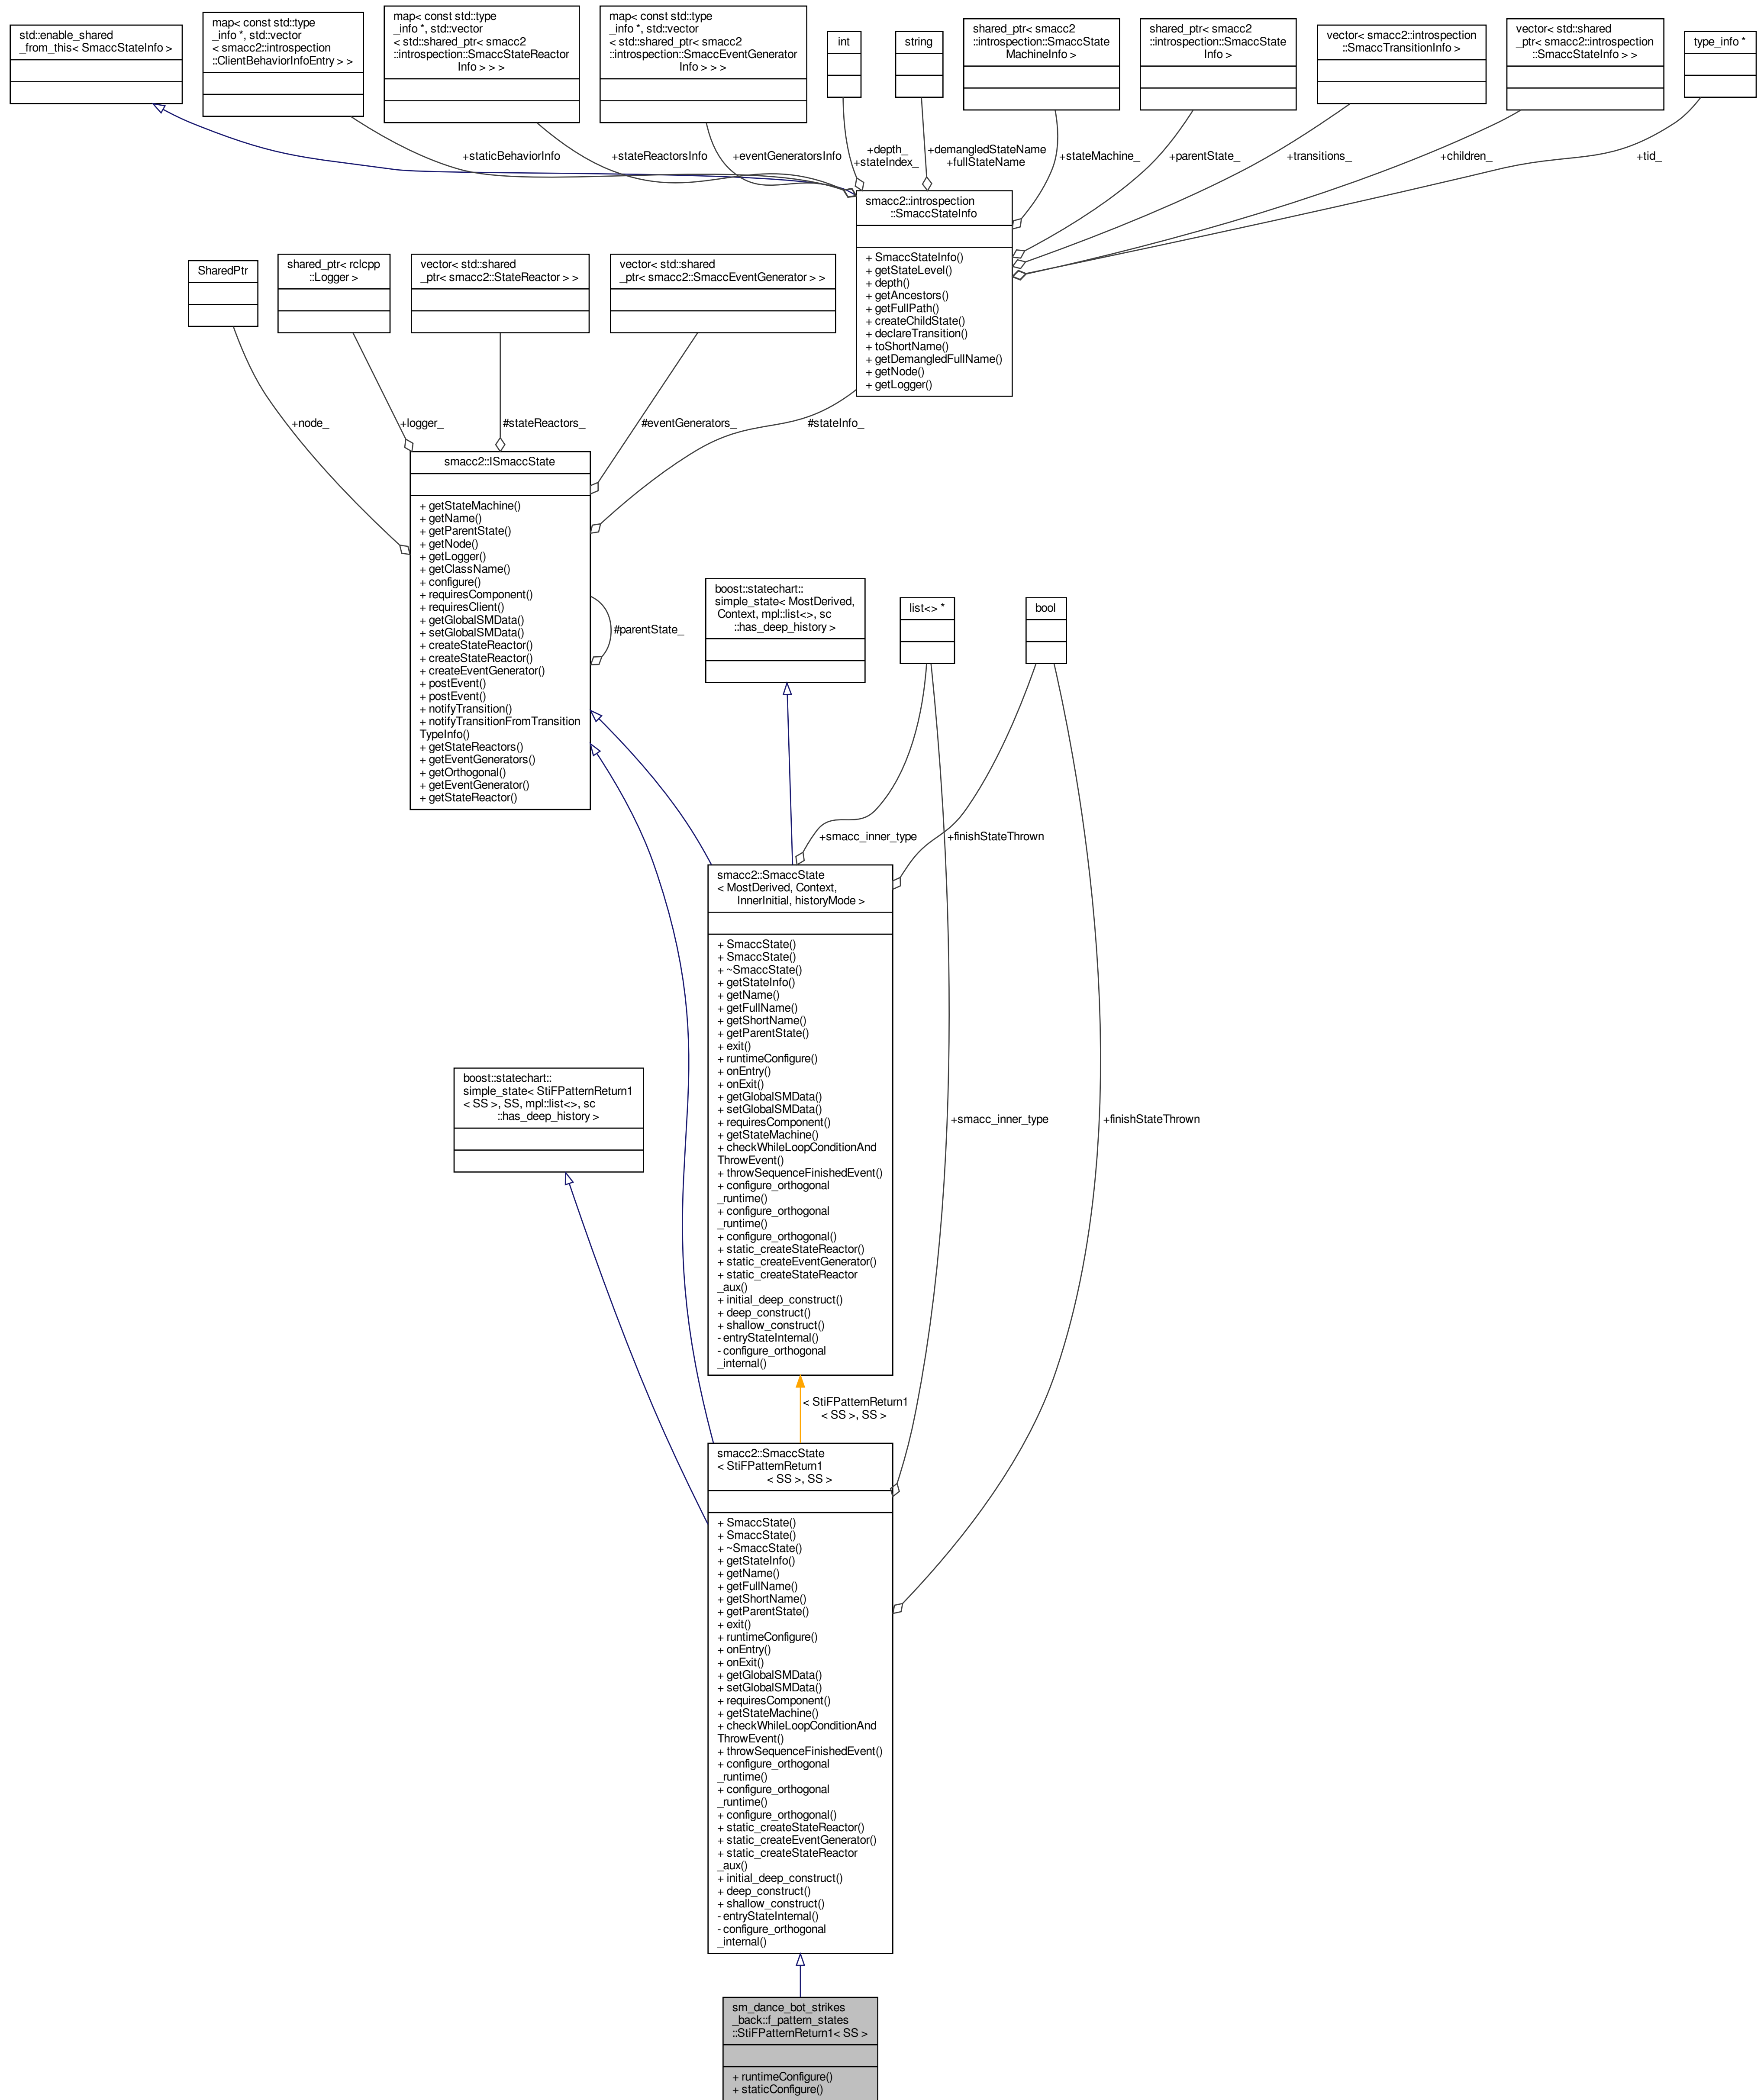 std::enable_shared
_from_this< SmaccStateInfo >
map< const std::type
_info *, std::vector
< smacc2::introspection
::ClientBehaviorInfoEntry > >
map< const std::type
_info *, std::vector
< std::shared_ptr< smacc2
::introspection::SmaccStateReactor
Info > > >
map< const std::type
_info *, std::vector
< std::shared_ptr< smacc2
::introspection::SmaccEventGenerator
Info > > >
int
string
shared_ptr< smacc2
::introspection::SmaccState
MachineInfo >
shared_ptr< smacc2
::introspection::SmaccState
Info >
vector< smacc2::introspection
::SmaccTransitionInfo >
vector< std::shared
_ptr< smacc2::introspection
::SmaccStateInfo > >
type_info *
+staticBehaviorInfo
+stateReactorsInfo
+eventGeneratorsInfo
+depth_
+stateIndex_
+demangledStateName
+fullStateName
+stateMachine_
+parentState_
+transitions_
+children_
+tid_
smacc2::introspection
::SmaccStateInfo
+ SmaccStateInfo()
+ getStateLevel()
+ depth()
+ getAncestors()
+ getFullPath()
+ createChildState()
+ declareTransition()
+ toShortName()
+ getDemangledFullName()
+ getNode()
+ getLogger()
SharedPtr
shared_ptr< rclcpp
::Logger >
vector< std::shared
_ptr< smacc2::StateReactor > >
vector< std::shared
_ptr< smacc2::SmaccEventGenerator > >
+node_
+logger_
#stateReactors_
#eventGenerators_
#stateInfo_
smacc2::ISmaccState
+ getStateMachine()
+ getName()
+ getParentState()
+ getNode()
+ getLogger()
+ getClassName()
+ configure()
+ requiresComponent()
+ requiresClient()
+ getGlobalSMData()
+ setGlobalSMData()
+ createStateReactor()
+ createStateReactor()
+ createEventGenerator()
+ postEvent()
+ postEvent()
+ notifyTransition()
+ notifyTransitionFromTransition
TypeInfo()
+ getStateReactors()
+ getEventGenerators()
+ getOrthogonal()
+ getEventGenerator()
+ getStateReactor()
#parentState_
boost::statechart::
simple_state< MostDerived,
Context, mpl::list<>, sc
::has_deep_history >
list<> *
bool
+smacc_inner_type
+finishStateThrown
smacc2::SmaccState
< MostDerived, Context,
InnerInitial, historyMode >
+ SmaccState()
+ SmaccState()
+ ~SmaccState()
+ getStateInfo()
+ getName()
+ getFullName()
+ getShortName()
+ getParentState()
+ exit()
+ runtimeConfigure()
+ onEntry()
+ onExit()
+ getGlobalSMData()
+ setGlobalSMData()
+ requiresComponent()
+ getStateMachine()
+ checkWhileLoopConditionAnd
ThrowEvent()
+ throwSequenceFinishedEvent()
+ configure_orthogonal
_runtime()
+ configure_orthogonal
_runtime()
+ configure_orthogonal()
+ static_createStateReactor()
+ static_createEventGenerator()
+ static_createStateReactor
_aux()
+ initial_deep_construct()
+ deep_construct()
+ shallow_construct()
- entryStateInternal()
- configure_orthogonal
_internal()
boost::statechart::
simple_state< StiFPatternReturn1
< SS >, SS, mpl::list<>, sc
::has_deep_history >
+smacc_inner_type
+finishStateThrown
< StiFPatternReturn1
< SS >, SS >
smacc2::SmaccState
< StiFPatternReturn1
< SS >, SS >
+ SmaccState()
+ SmaccState()
+ ~SmaccState()
+ getStateInfo()
+ getName()
+ getFullName()
+ getShortName()
+ getParentState()
+ exit()
+ runtimeConfigure()
+ onEntry()
+ onExit()
+ getGlobalSMData()
+ setGlobalSMData()
+ requiresComponent()
+ getStateMachine()
+ checkWhileLoopConditionAnd
ThrowEvent()
+ throwSequenceFinishedEvent()
+ configure_orthogonal
_runtime()
+ configure_orthogonal
_runtime()
+ configure_orthogonal()
+ static_createStateReactor()
+ static_createEventGenerator()
+ static_createStateReactor
_aux()
+ initial_deep_construct()
+ deep_construct()
+ shallow_construct()
- entryStateInternal()
- configure_orthogonal
_internal()
sm_dance_bot_strikes
_back::f_pattern_states
::StiFPatternReturn1< SS >
+ runtimeConfigure()
+ staticConfigure()